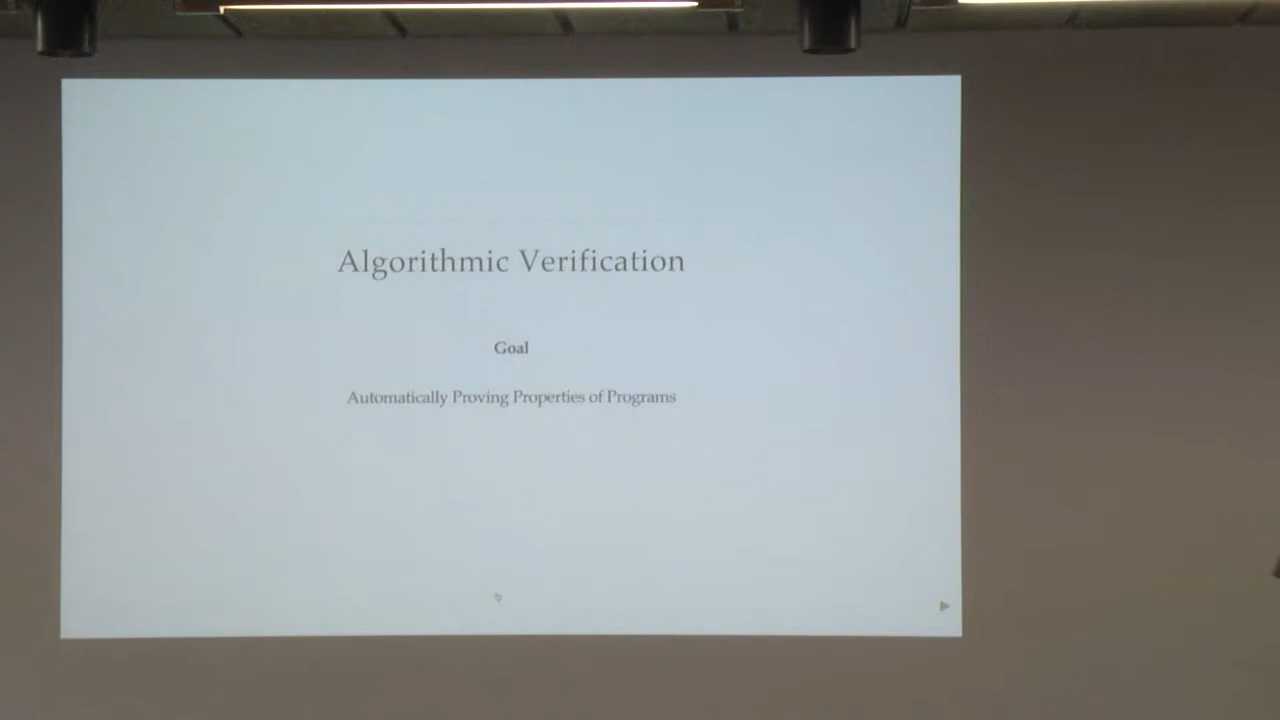 Algorithmic Verification
Goal
Automatically Proving Properties of Programs